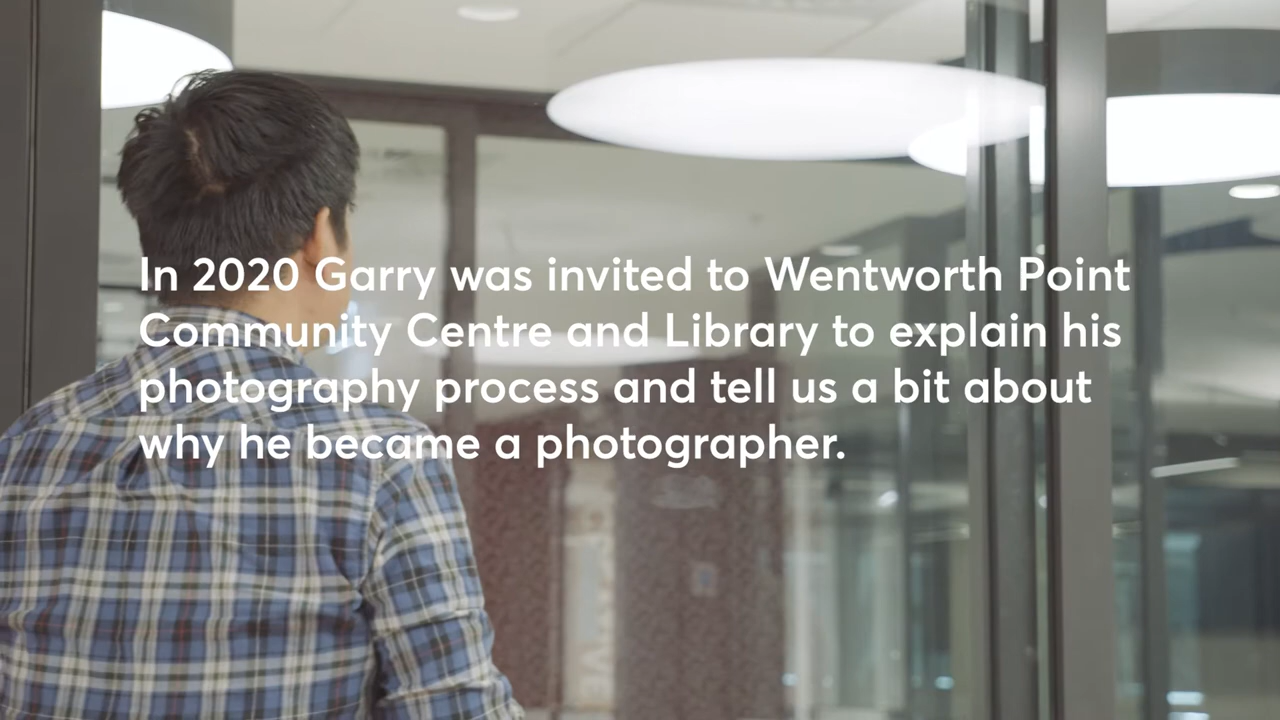 In 2020 Garry was invited to Wentworth Point
Community Centre and Library to explain his
photography process and tell us a bit about
why he became a photographer.